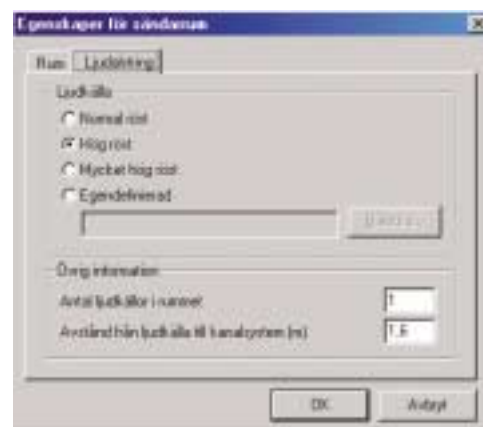 Egenskaper för sändarrum
Rum Ljudalstring
Ljudkälla
Normal röst
Hög röst
Mycket hög röst
Egendefinierad
Övrig information
Antal ljudkällor i rummet 1
Avstånd från ljudkälla till kanalsystem (m) 1,6
OK Avbryt